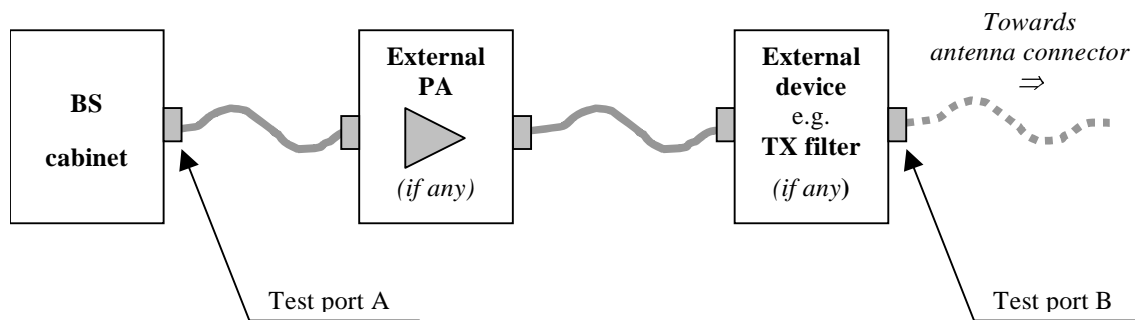 BS
cabinet
External
PA
(if any)
External
device
e.g.
TX filter
(if any)
Towards
antenna connector
⇒
Test port A
Test port B